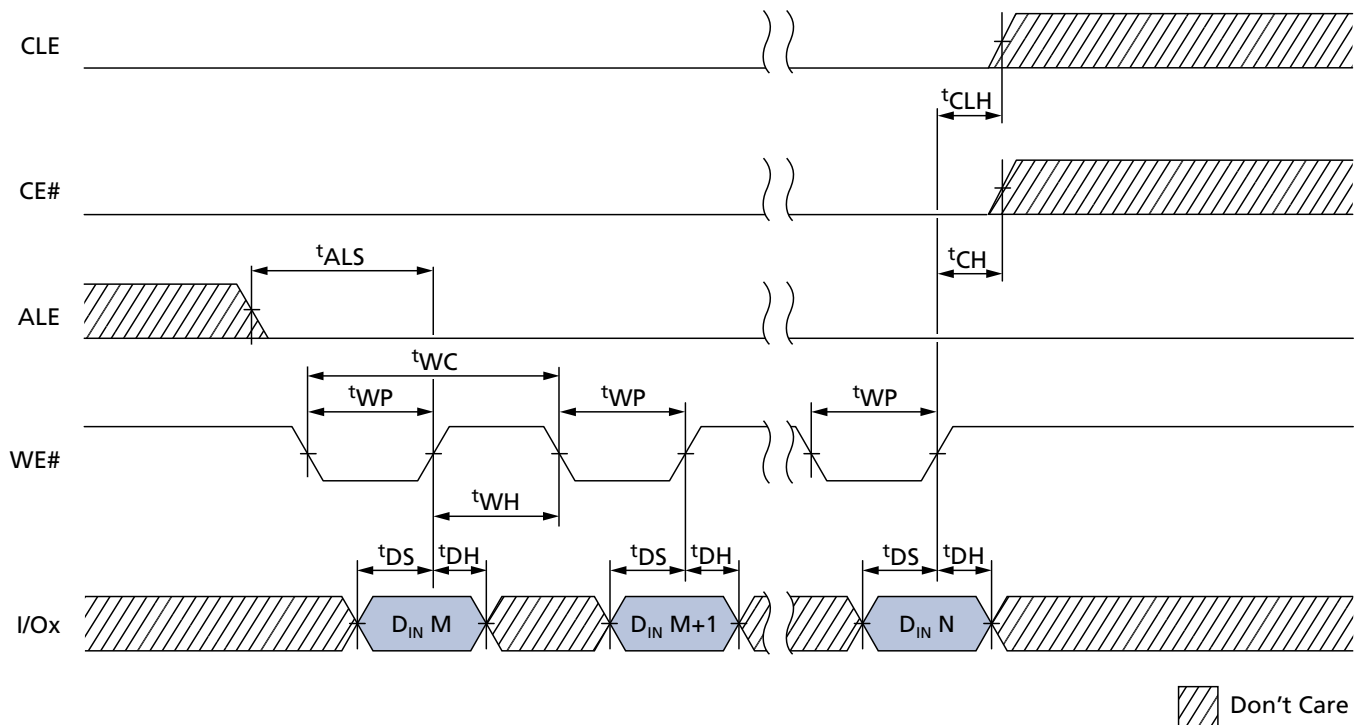 CLE
tCLH
CE#
tALS
tCH
ALE
tWC
tWP tWP tWP
WE#
tWH
tDS tDH tDS tDH tDS tDH
I/Ox DIN M DIN M+1 DIN N
Don't Care